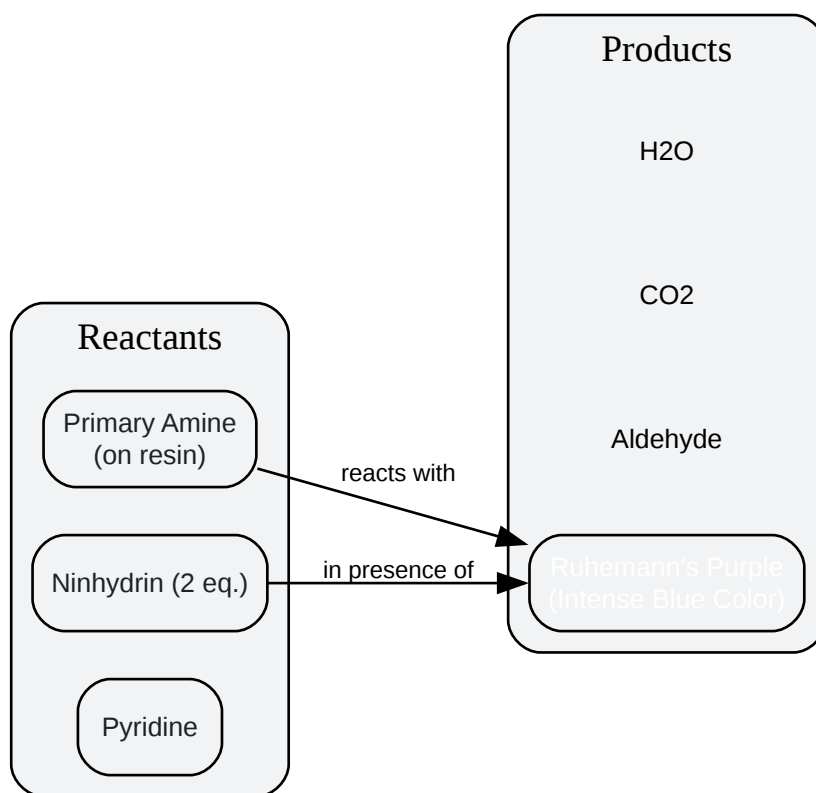 Products
H2O
CO2
Aldehyde
Ruhemann's Purple
(Intense Blue Color)
Reactants
Primary Amine
(on resin)
Ninhydrin (2 eq.)
Pyridine
reacts with
in presence of